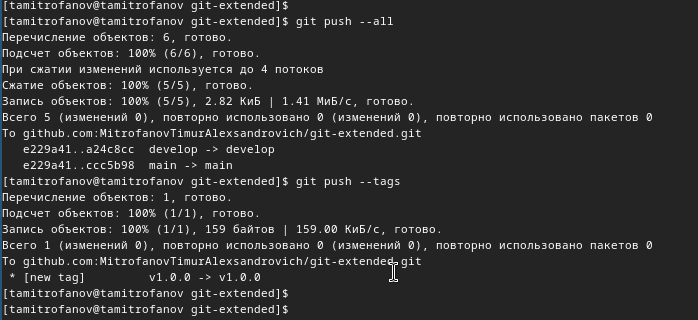 [tamitrofanov@tamitrofanov git-extended]$
[tamitrofanov@tamitrofanov git-extended]$ git push --all
Перечисление объектов: 6, готово.
Подсчет объектов: 100% (6/6), готово.
При сжатии изменений используется до 4 потоков
Сжатие объектов: 100% (5/5), готово.
Запись объектов: 100% (5/5), 2.82 КиБ | 1.41 МиБ/с, готово.
Всего 5 (изменений 0), повторно использовано 0 (изменений 0), повторно использовано пакетов 0
To github.com:MitrofanovTimurAlexsandrovich/git-extended.git
   e229a41..a24c8cc  develop -> develop
   e229a41..ccc5b98  main -> main
[tamitrofanov@tamitrofanov git-extended]$ git push --tags
Перечисление объектов: 1, готово.
Подсчет объектов: 100% (1/1), готово.
Запись объектов: 100% (1/1), 159 байтов | 159.00 КиБ/с, готово.
Всего 1 (изменений 0), повторно использовано 0 (изменений 0), повторно использовано пакетов 0
To github.com:MitrofanovTimurAlexsandrovich/git-extended.git
 * [new tag]         v1.0.0 -> v1.0.0
[tamitrofanov@tamitrofanov git-extended]$
[tamitrofanov@tamitrofanov git-extended]$